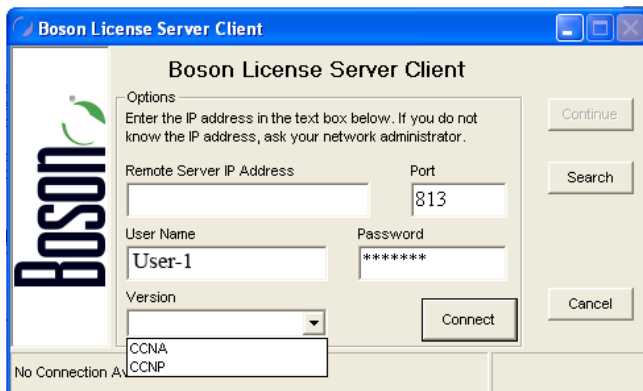 Boson License Server Client
Boson License Server Client
Boson
Options
Enter the IP address in the text box below. If you do not
know the IP address, ask your network administrator.
Continue
Remote Server IP Address
Port
Search
813
User Name
Password
User-1
*******
Version
Connect
Cancel
CCNA
CCNP
No Connection